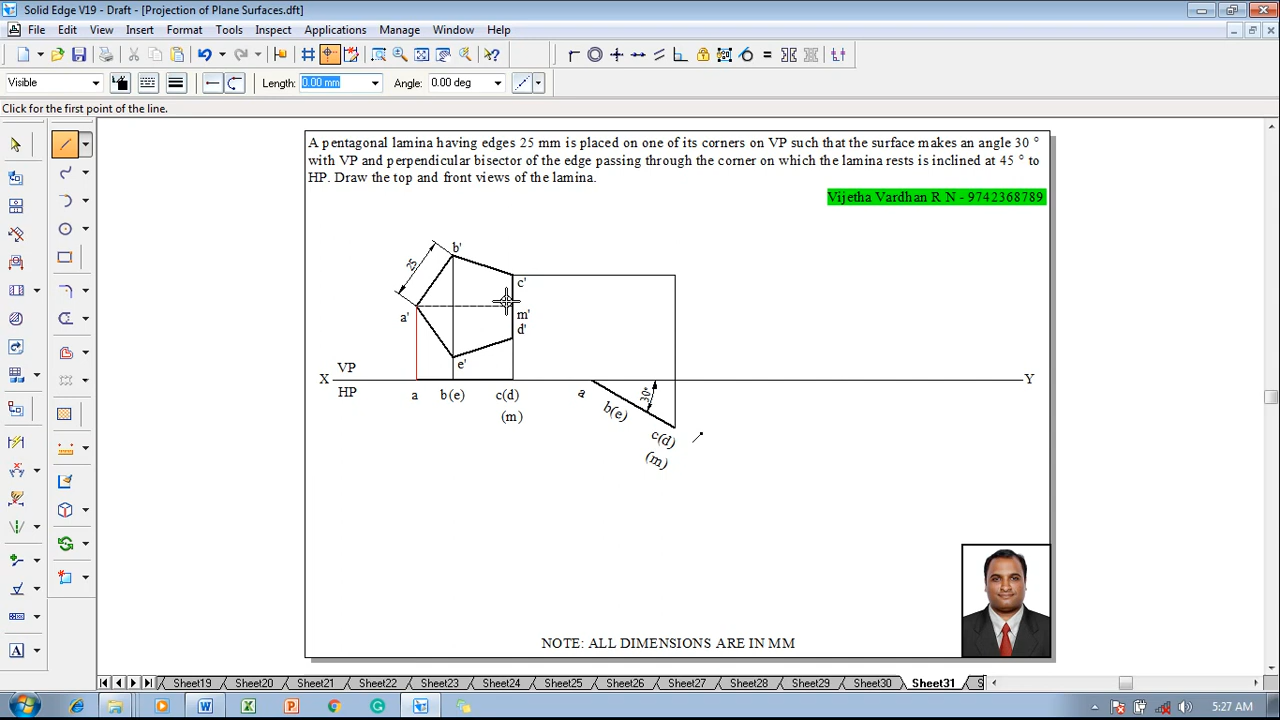 Solid Edge V19 - Draft - [Projection of Plane Surfaces.dft]
File Edit View Insert Format Tools Inspect Applications Manage Window Help
Visible Length: 0.00 mm Angle: 0.00 deg
Click for the first point of the line.
A pentagonal lamina having edges 25 mm is placed on one of its corners on VP such that the surface makes an angle 30 °
with VP and perpendicular bisector of the edge passing through the corner on which the lamina rests is inclined at 45 ° to
HP. Draw the top and front views of the lamina.
Vijetha Vardhan R N - 9742368789
b'
25
c'
a'
m'
d'
e'
VP
X
Y
HP
a b(e) c(d)
(m)
a
b(e)
30°
c(d)
(m)
NOTE: ALL DIMENSIONS ARE IN MM
Sheet19 Sheet20 Sheet21 Sheet22 Sheet23 Sheet24 Sheet25 Sheet26 Sheet27 Sheet28 Sheet29 Sheet30 Sheet31 S
5:27 AM